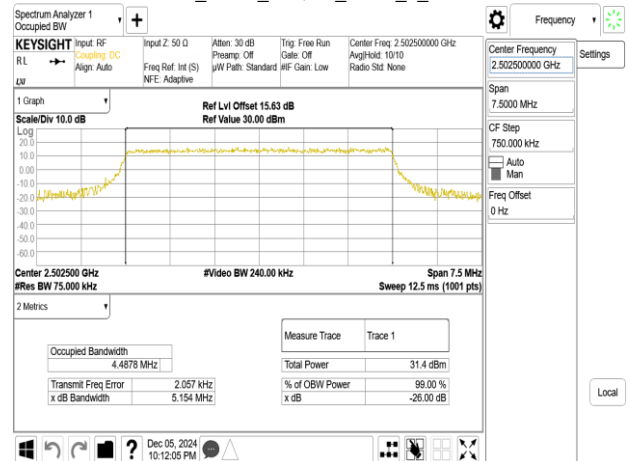 Spectrum Analyzer 1
Occupied BW
+
Frequency
KEYSIGHT
RL
Input: RF
Coupling: DC
Align: Auto
Input Z: 50 Ω
Freq Ref: Int (S)
NFE: Adaptive
Atten: 30 dB
Preamp: Off
µW Path: Standard
Trig: Free Run
Gate: Off
#IF Gain: Low
Center Freq: 2.502500000 GHz
Avg|Hold: 10/10
Radio Std: None
Center Frequency
2.502500000 GHz
Settings
Span
7.5000 MHz
CF Step
750.000 kHz
Auto
Man
Freq Offset
0 Hz
Local
1 Graph
Scale/Div 10.0 dB
Ref Lvl Offset 15.63 dB
Ref Value 30.00 dBm
Log
20.0
10.0
0.00
-10.0
-20.0
-30.0
-40.0
-50.0
-60.0
Center 2.502500 GHz
#Video BW 240.00 kHz
Span 7.5 MHz
#Res BW 75.000 kHz
Sweep 12.5 ms (1001 pts)
2 Metrics
Measure Trace Trace 1
Occupied Bandwidth
4.4878 MHz
Total Power 31.4 dBm
Transmit Freq Error 2.057 kHz
% of OBW Power 99.00 %
x dB Bandwidth 5.154 MHz
x dB -26.00 dB
?
Dec 05, 2024
10:12:05 PM